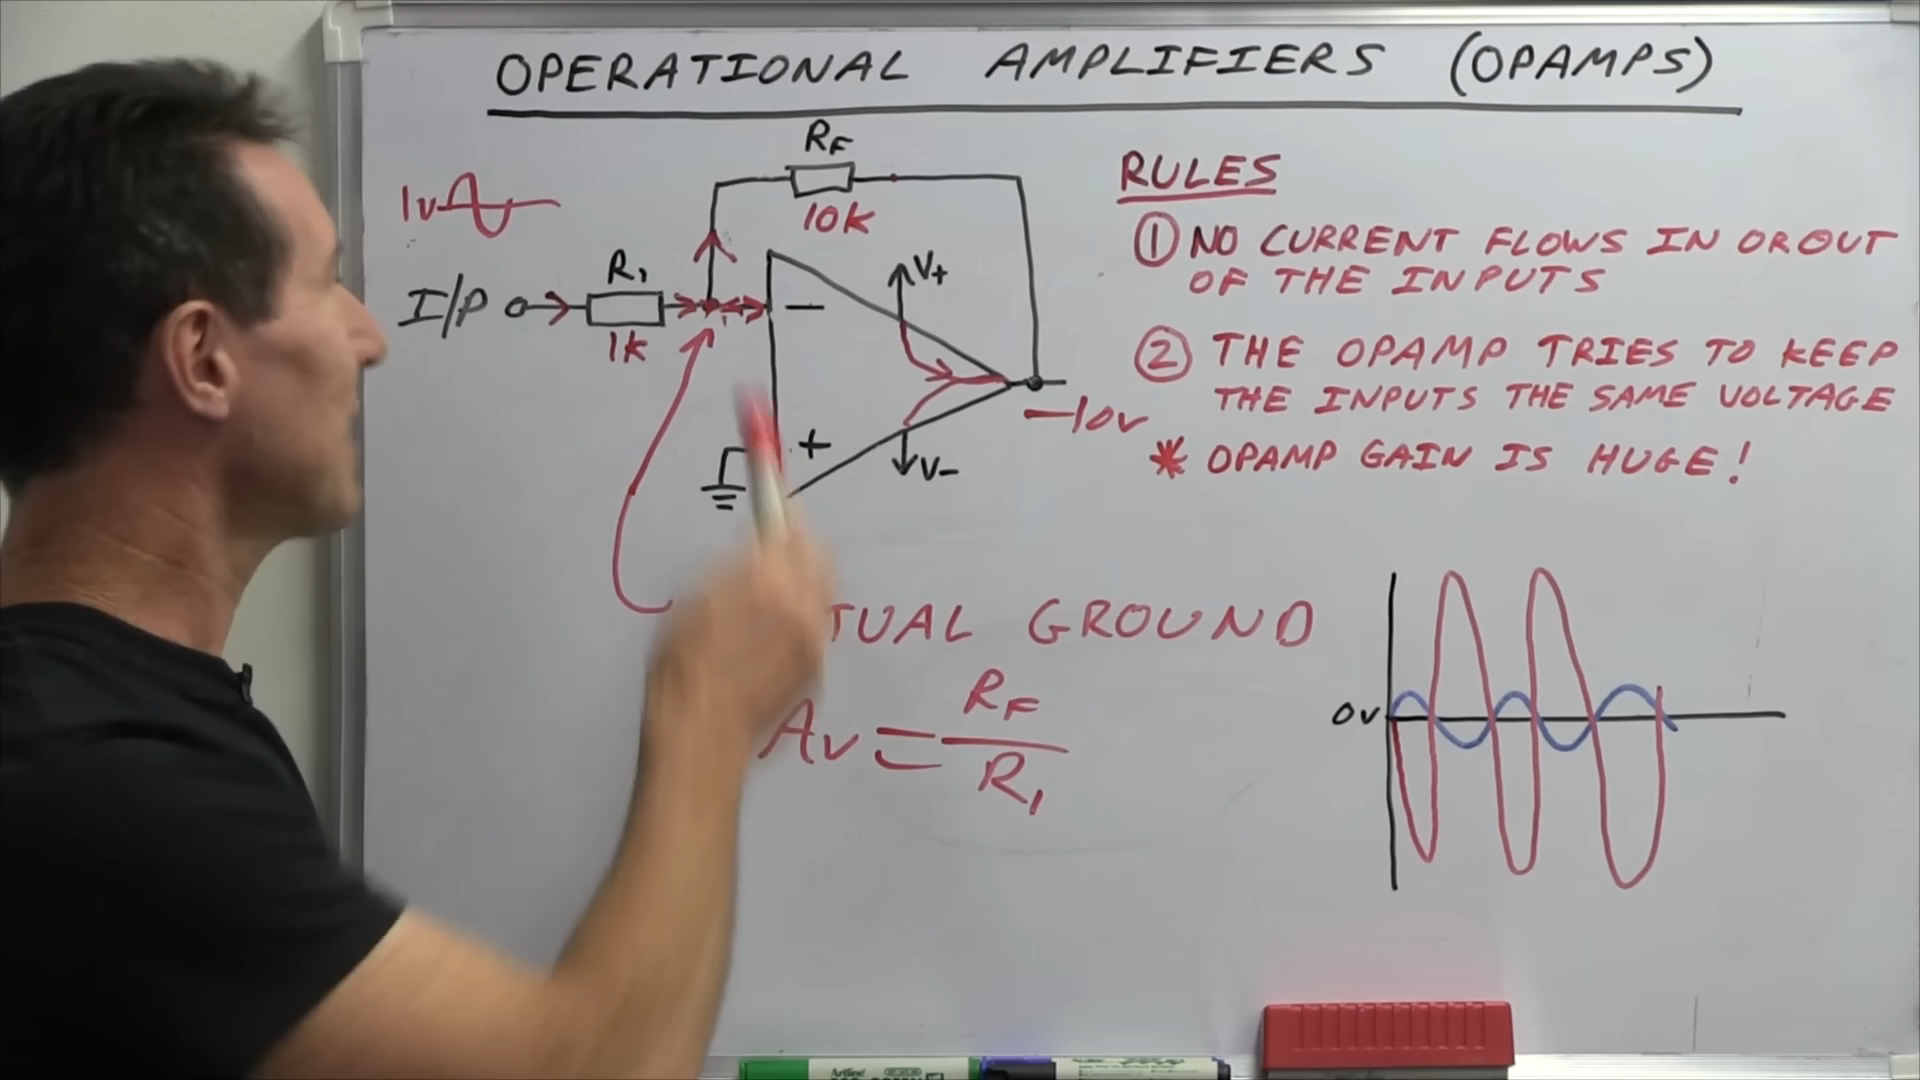 OPERATIONAL AMPLIFIERS (OPAMPS)
RF
10K
1V
I/P
R1
1K
−
+
V+
V−
−10V
RULES
① NO CURRENT FLOWS IN OR OUT
OF THE INPUTS
② THE OPAMP TRIES TO KEEP
THE INPUTS THE SAME VOLTAGE
* OPAMP GAIN IS HUGE!
TUAL GROUND
AV = RF
R1
0V
Artline